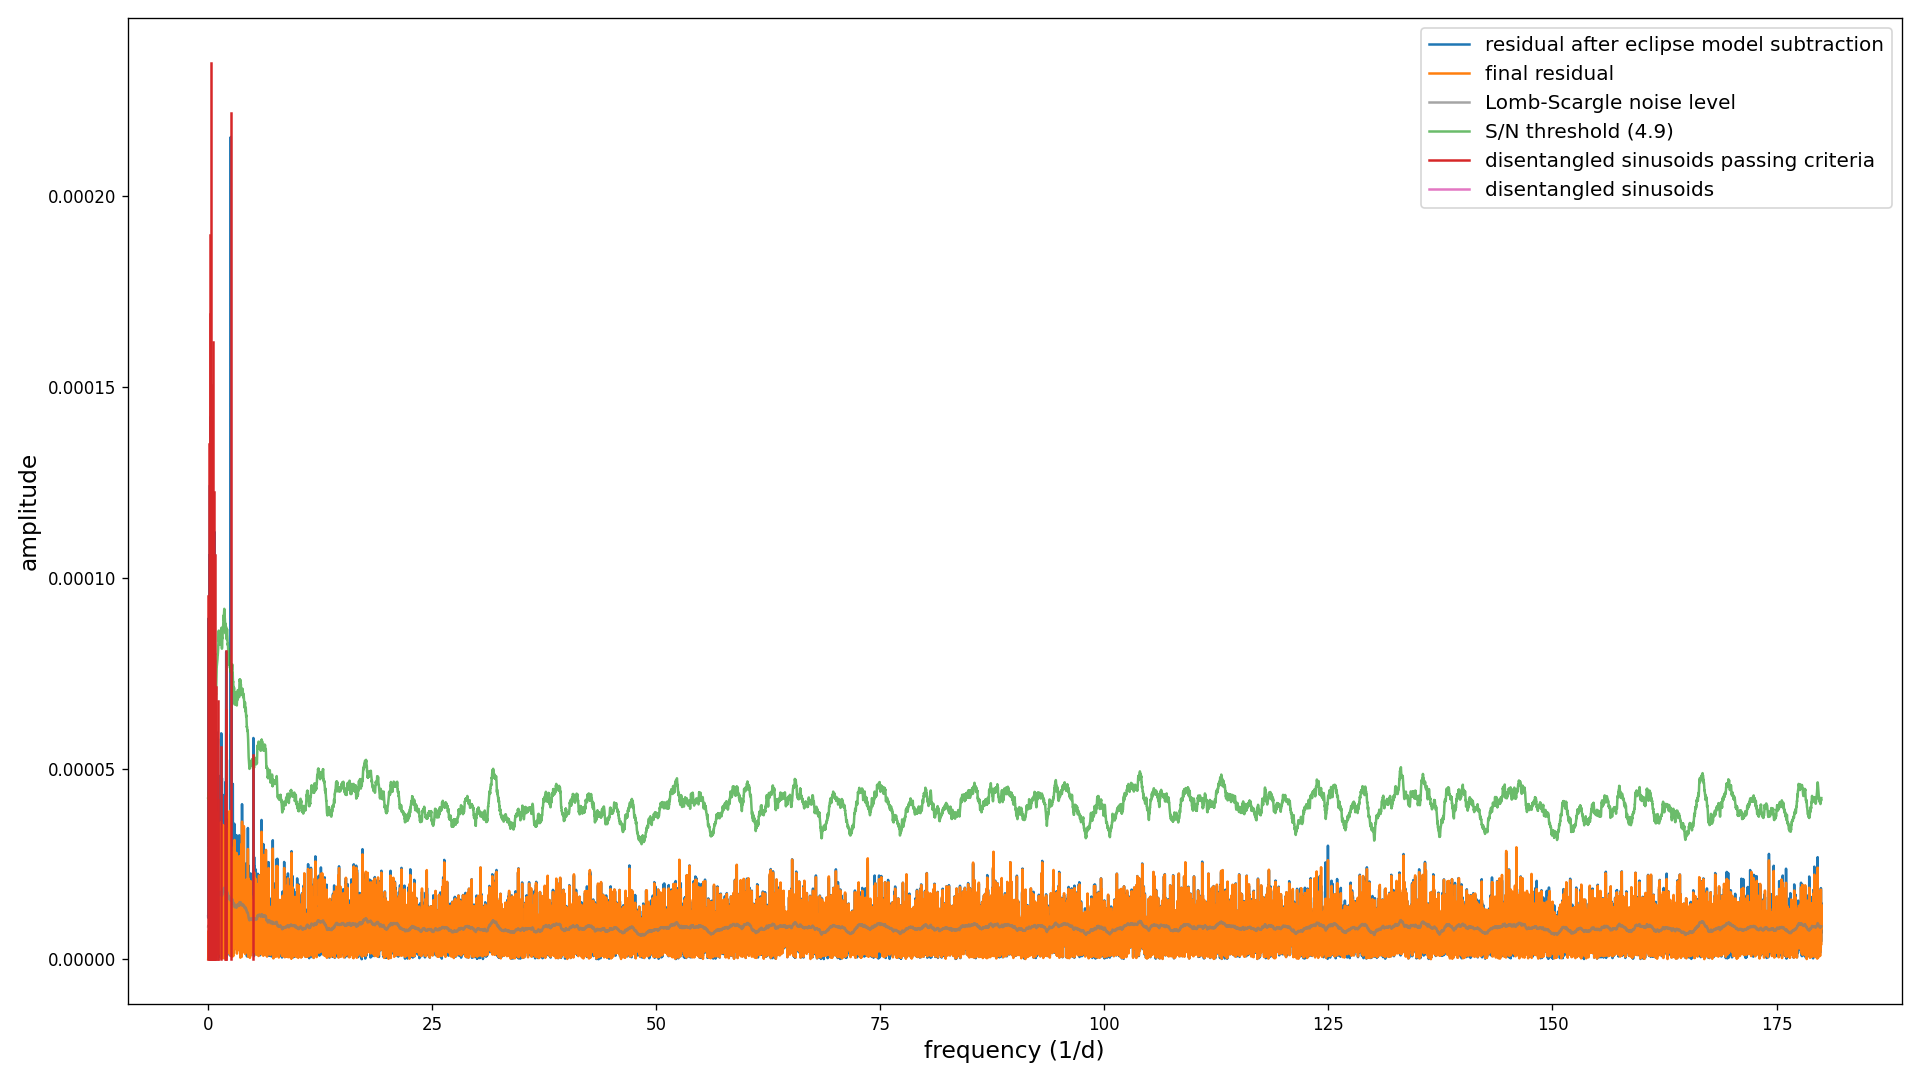 residual after eclipse model subtraction
final residual
Lomb-Scargle noise level
S/N threshold (4.9)
disentangled sinusoids passing criteria
disentangled sinusoids
amplitude
0.00020
0.00015
0.00010
0.00005
0.00000
0 25 50 75 100 125 150 175
frequency (1/d)